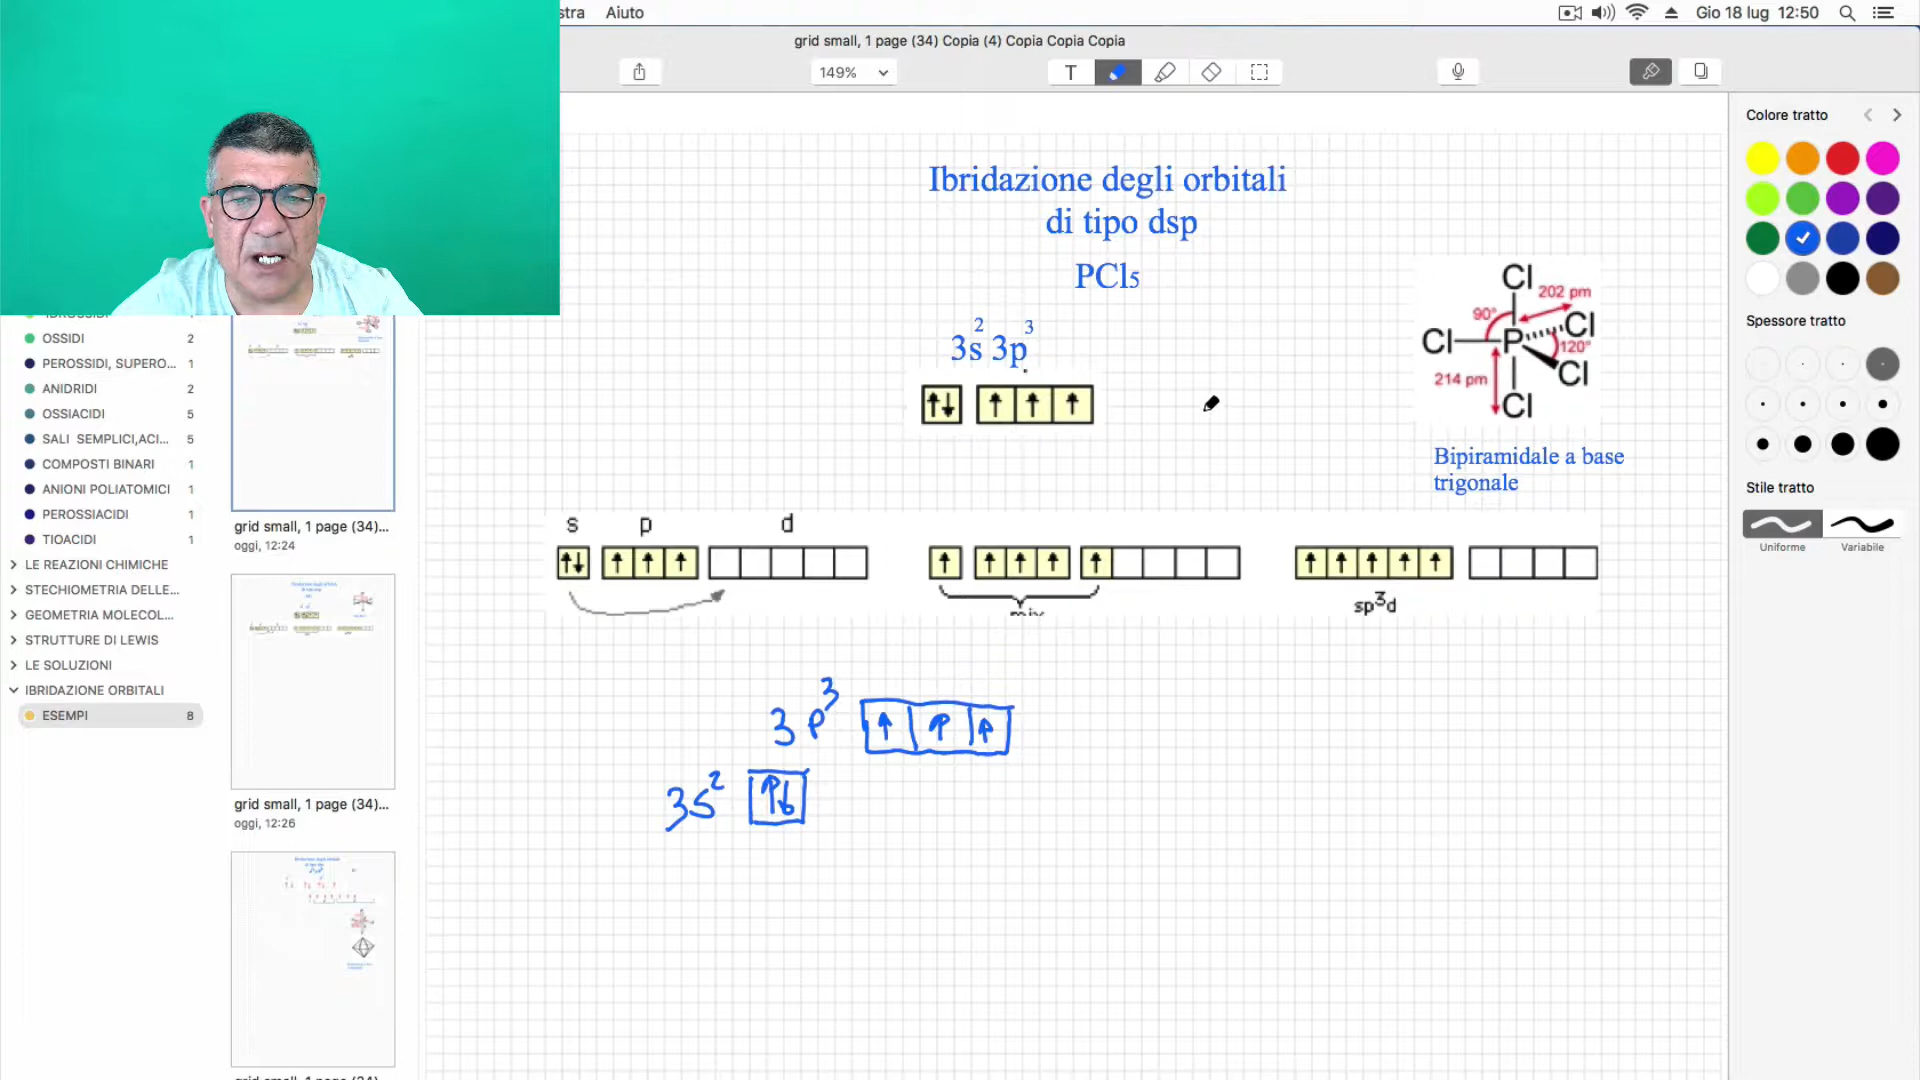 stra Aiuto
Gio 18 lug 12:50
grid small, 1 page (34) Copia (4) Copia Copia Copia
149%
T
IDROSSIDI
OSSIDI 2
PEROSSIDI, SUPERO... 1
ANIDRIDI 2
OSSIACIDI 5
SALI SEMPLICI,ACI... 5
COMPOSTI BINARI 1
ANIONI POLIATOMICI 1
PEROSSIACIDI 1
TIOACIDI 1
LE REAZIONI CHIMICHE
STECHIOMETRIA DELLE...
GEOMETRIA MOLECOL...
STRUTTURE DI LEWIS
LE SOLUZIONI
IBRIDAZIONE ORBITALI
ESEMPI 8
grid small, 1 page (34)...
oggi, 12:24
grid small, 1 page (34)...
oggi, 12:26
Ibridazione degli orbitali
di tipo dsp
PCl5
3s² 3p³
Cl
202 pm
90°
Cl
Cl
P
120°
214 pm
Cl
Cl
Bipiramidale a base
trigonale
s p d
mix
sp³d
3p³
3s²
Colore tratto
Spessore tratto
Stile tratto
Uniforme Variabile